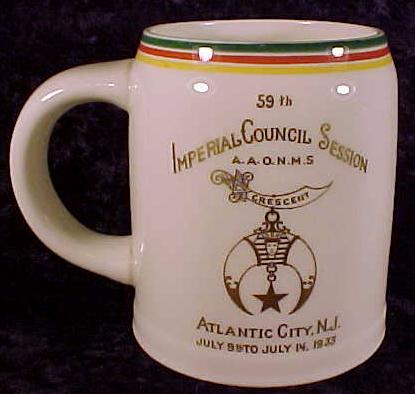 59th
IMPERIAL COUNCIL SESSION
A.A.O.N.M.S
CRESCENT
ATLANTIC CITY, N.J.
JULY 9TH TO JULY 14, 1933